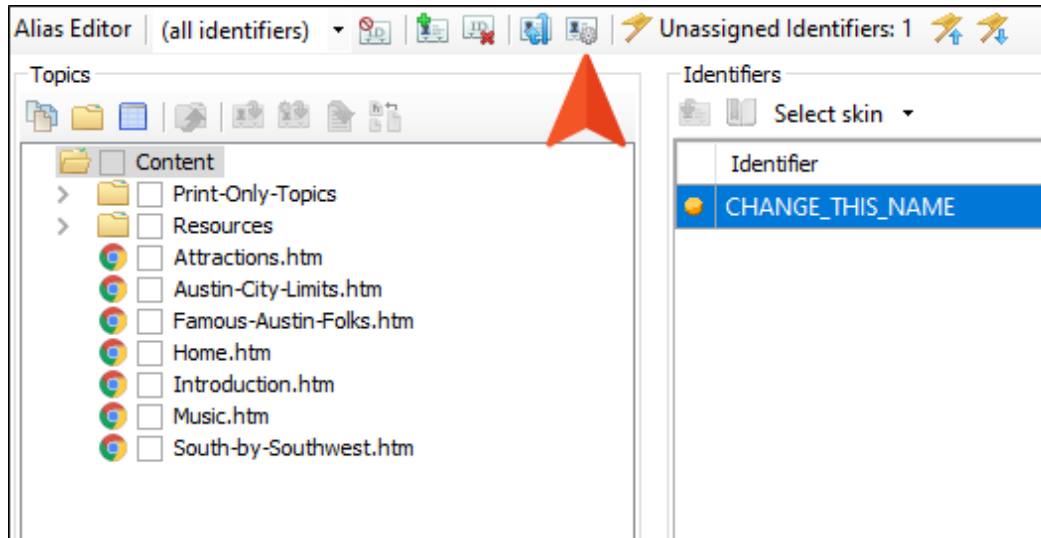 Alias Editor (all identifiers) Unassigned Identifiers: 1
Topics
Content
Print-Only-Topics
Resources
Attractions.htm
Austin-City-Limits.htm
Famous-Austin-Folks.htm
Home.htm
Introduction.htm
Music.htm
South-by-Southwest.htm
Identifiers
Select skin
Identifier
CHANGE_THIS_NAME